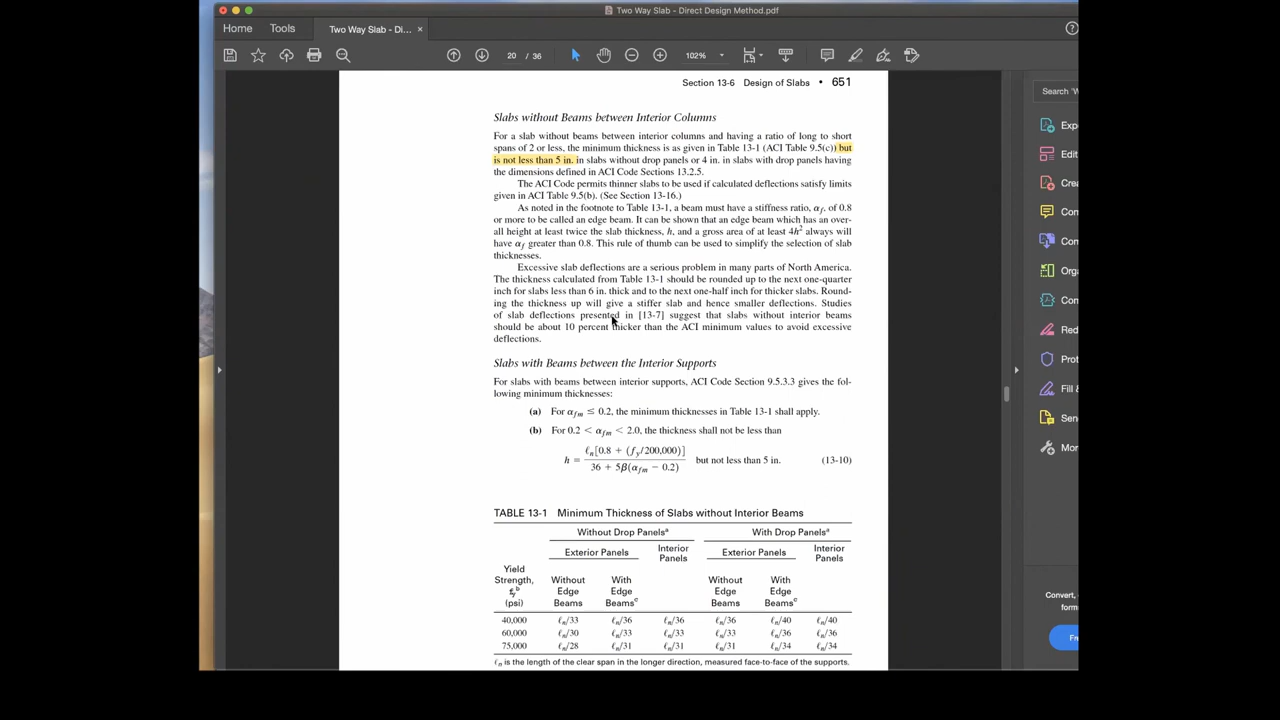 Two Way Slab - Direct Design Method.pdf
Home Tools Two Way Slab - Di... ×
20 / 36 102%
Section 13-6 Design of Slabs • 651
Search 'W
Slabs without Beams between Interior Columns
For a slab without beams between interior columns and having a ratio of long to short
spans of 2 or less, the minimum thickness is as given in Table 13-1 (ACI Table 9.5(c)) but
is not less than 5 in. in slabs without drop panels or 4 in. in slabs with drop panels having
the dimensions defined in ACI Code Sections 13.2.5.
The ACI Code permits thinner slabs to be used if calculated deflections satisfy limits
given in ACI Table 9.5(b). (See Section 13-16.)
As noted in the footnote to Table 13-1, a beam must have a stiffness ratio, αf, of 0.8
or more to be called an edge beam. It can be shown that an edge beam which has an over-
all height at least twice the slab thickness, h, and a gross area of at least 4h² always will
have αf greater than 0.8. This rule of thumb can be used to simplify the selection of slab
thicknesses.
Excessive slab deflections are a serious problem in many parts of North America.
The thickness calculated from Table 13-1 should be rounded up to the next one-quarter
inch for slabs less than 6 in. thick and to the next one-half inch for thicker slabs. Round-
ing the thickness up will give a stiffer slab and hence smaller deflections. Studies
of slab deflections presented in [13-7] suggest that slabs without interior beams
should be about 10 percent thicker than the ACI minimum values to avoid excessive
deflections.
Slabs with Beams between the Interior Supports
For slabs with beams between interior supports, ACI Code Section 9.5.3.3 gives the fol-
lowing minimum thicknesses:
(a) For αfm ≤ 0.2, the minimum thicknesses in Table 13-1 shall apply.
(b) For 0.2 < αfm < 2.0, the thickness shall not be less than
h = ℓn[0.8 + (fy/200,000)] / 36 + 5β(αfm − 0.2) but not less than 5 in. (13-10)
TABLE 13-1 Minimum Thickness of Slabs without Interior Beams
Without Drop Panelsᵃ With Drop Panelsᵃ
Exterior Panels Interior Panels Exterior Panels Interior Panels
Yield Strength, fyᵇ (psi) Without Edge Beams With Edge Beamsᶜ Without Edge Beams With Edge Beamsᶜ
40,000 ℓn/33 ℓn/36 ℓn/36 ℓn/36 ℓn/40 ℓn/40
60,000 ℓn/30 ℓn/33 ℓn/33 ℓn/33 ℓn/36 ℓn/36
75,000 ℓn/28 ℓn/31 ℓn/31 ℓn/31 ℓn/34 ℓn/34
ℓn is the length of the clear span in the longer direction, measured face-to-face of the supports.
Exp
Edit
Crea
Con
Con
Org
Con
Red
Prot
Fill &
Sen
Mor
Convert,
form
Fre